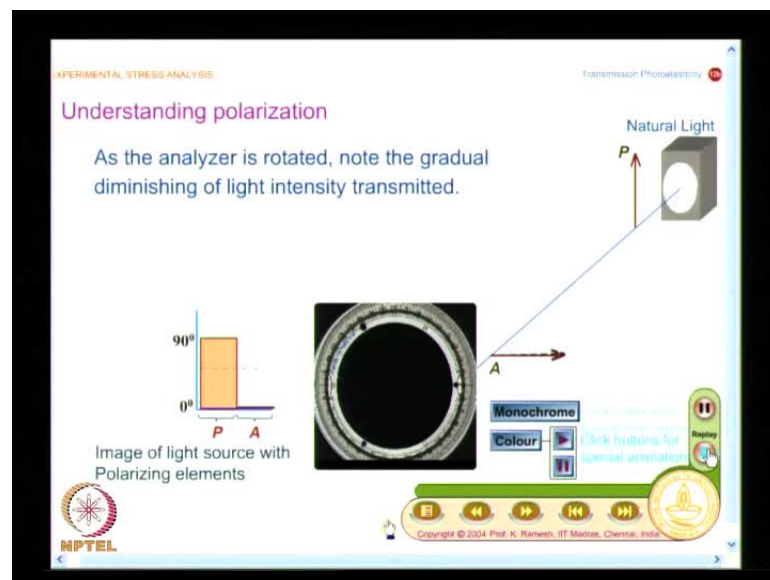 EXPERIMENTAL STRESS ANALYSIS
Transmission Photoelasticity
Understanding polarization
Natural Light
As the analyzer is rotated, note the gradual
diminishing of light intensity transmitted.
P
90⁰
0⁰
P A
A
Monochrome
Colour
Click buttons for
special animation
Replay
Image of light source with
Polarizing elements
NPTEL
Copyright © 2004 Prof. K. Ramesh, IIT Madras, Chennai, India